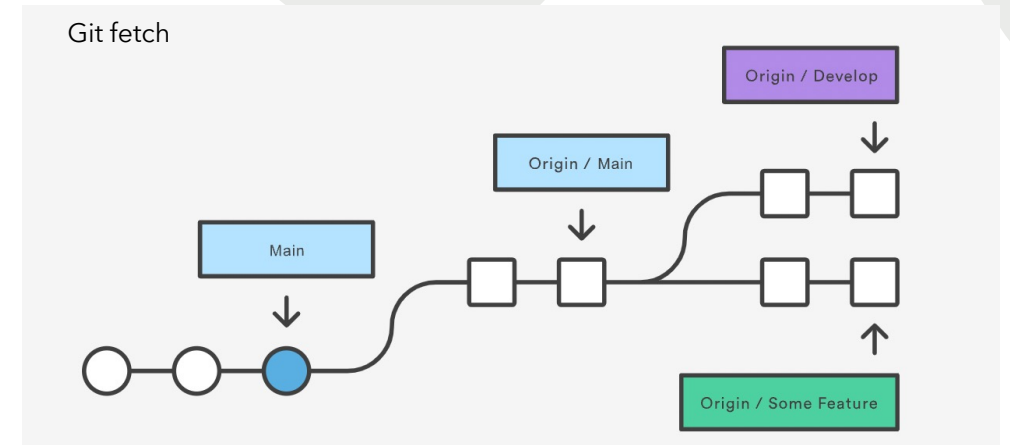 Git fetch
Origin / Develop
Origin / Main
Main
Origin / Some Feature